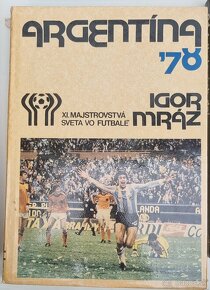 ARGENTÍNA
'78
XI. MAJSTROVSTVÁ
SVETA VO FUTBALE
IGOR
MRÁZ